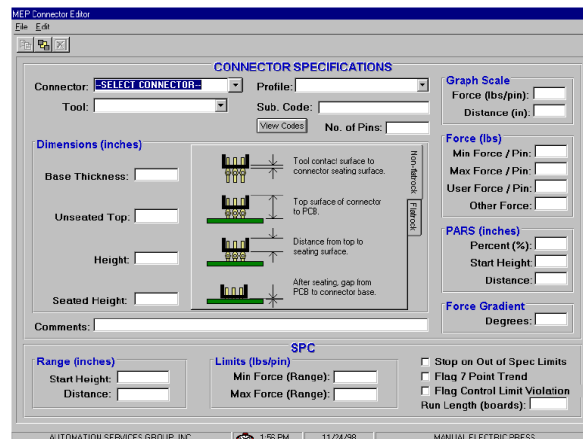 MEP Connector Editor
File Edit
CONNECTOR SPECIFICATIONS
Connector: --SELECT CONNECTOR--
Profile:
Tool:
Sub. Code:
View Codes
No. of Pins:
Dimensions (inches)
Base Thickness:
Tool contact surface to
connector seating surface.
Unseated Top:
Top surface of connector
to PCB.
Height:
Distance from top to
seating surface.
Seated Height:
After seating, gap from
PCB to connector base.
Non-flatrock
Flatrock
Comments:
Graph Scale
Force (lbs/pin):
Distance (in):
Force (lbs)
Min Force / Pin:
Max Force / Pin:
User Force / Pin:
Other Force:
PARS (inches)
Percent (%):
Start Height:
Distance:
Force Gradient
Degrees:
SPC
Range (inches)
Start Height:
Distance:
Limits (lbs/pin)
Min Force (Range):
Max Force (Range):
Stop on Out of Spec Limits
Flag 7 Point Trend
Flag Control Limit Violation
Run Length (boards):
AUTOMATION SERVICES GROUP, INC. 1:56 PM 11/24/98 MANUAL ELECTRIC PRESS